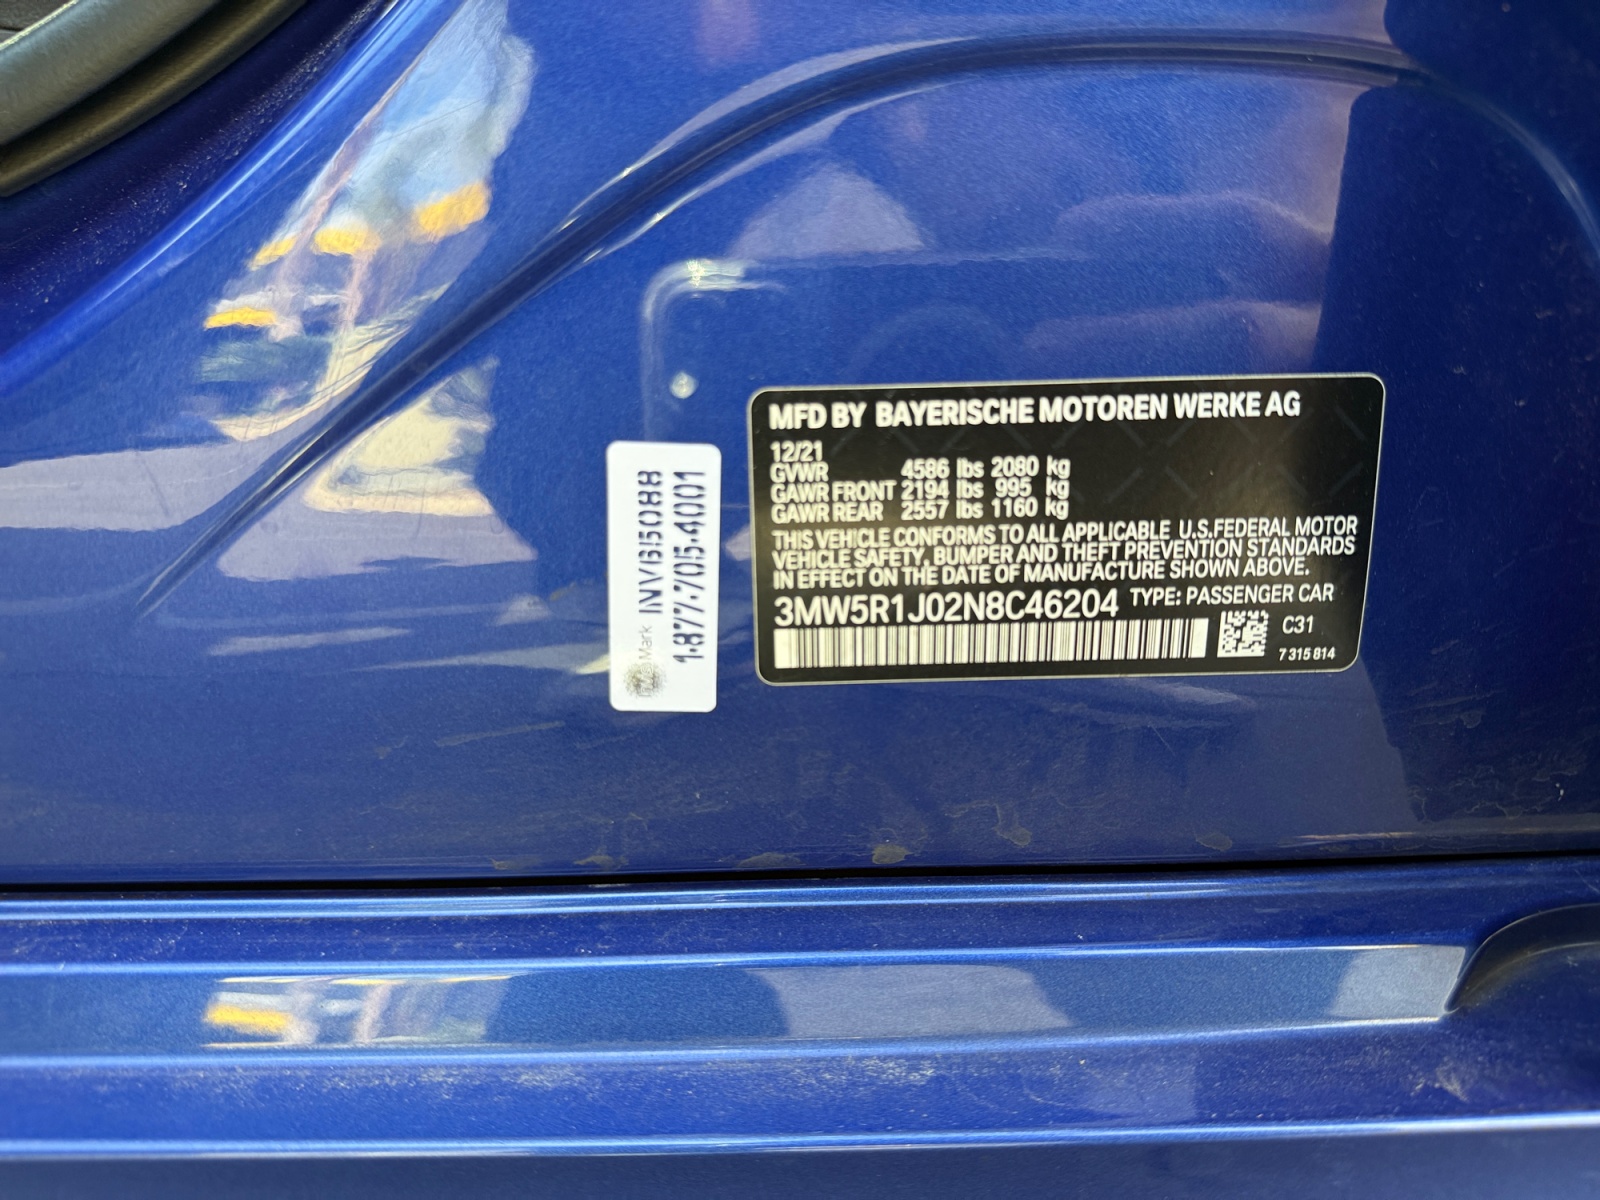 MFD BY BAYERISCHE MOTOREN WERKE AG
12/21
GVWR 4586 lbs 2080 kg
GAWR FRONT 2194 lbs 995 kg
GAWR REAR 2557 lbs 1160 kg
THIS VEHICLE CONFORMS TO ALL APPLICABLE U.S.FEDERAL MOTOR
VEHICLE SAFETY, BUMPER AND THEFT PREVENTION STANDARDS
IN EFFECT ON THE DATE OF MANUFACTURE SHOWN ABOVE.
3MW5R1J02N8C46204 TYPE: PASSENGER CAR
C31
7 315 814
Mark INVB5088
1-877-705-4001